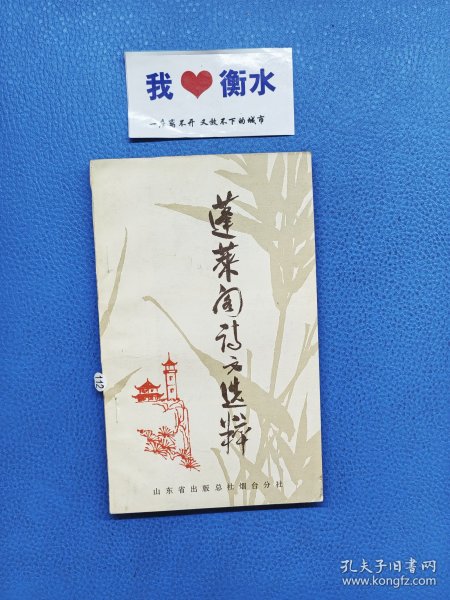 我❤衡水
一座离不开 又放不下的城市
蓬莱阁诗文选粹
112
山东省出版总社烟台分社
孔夫子旧书网
www.kongfz.com